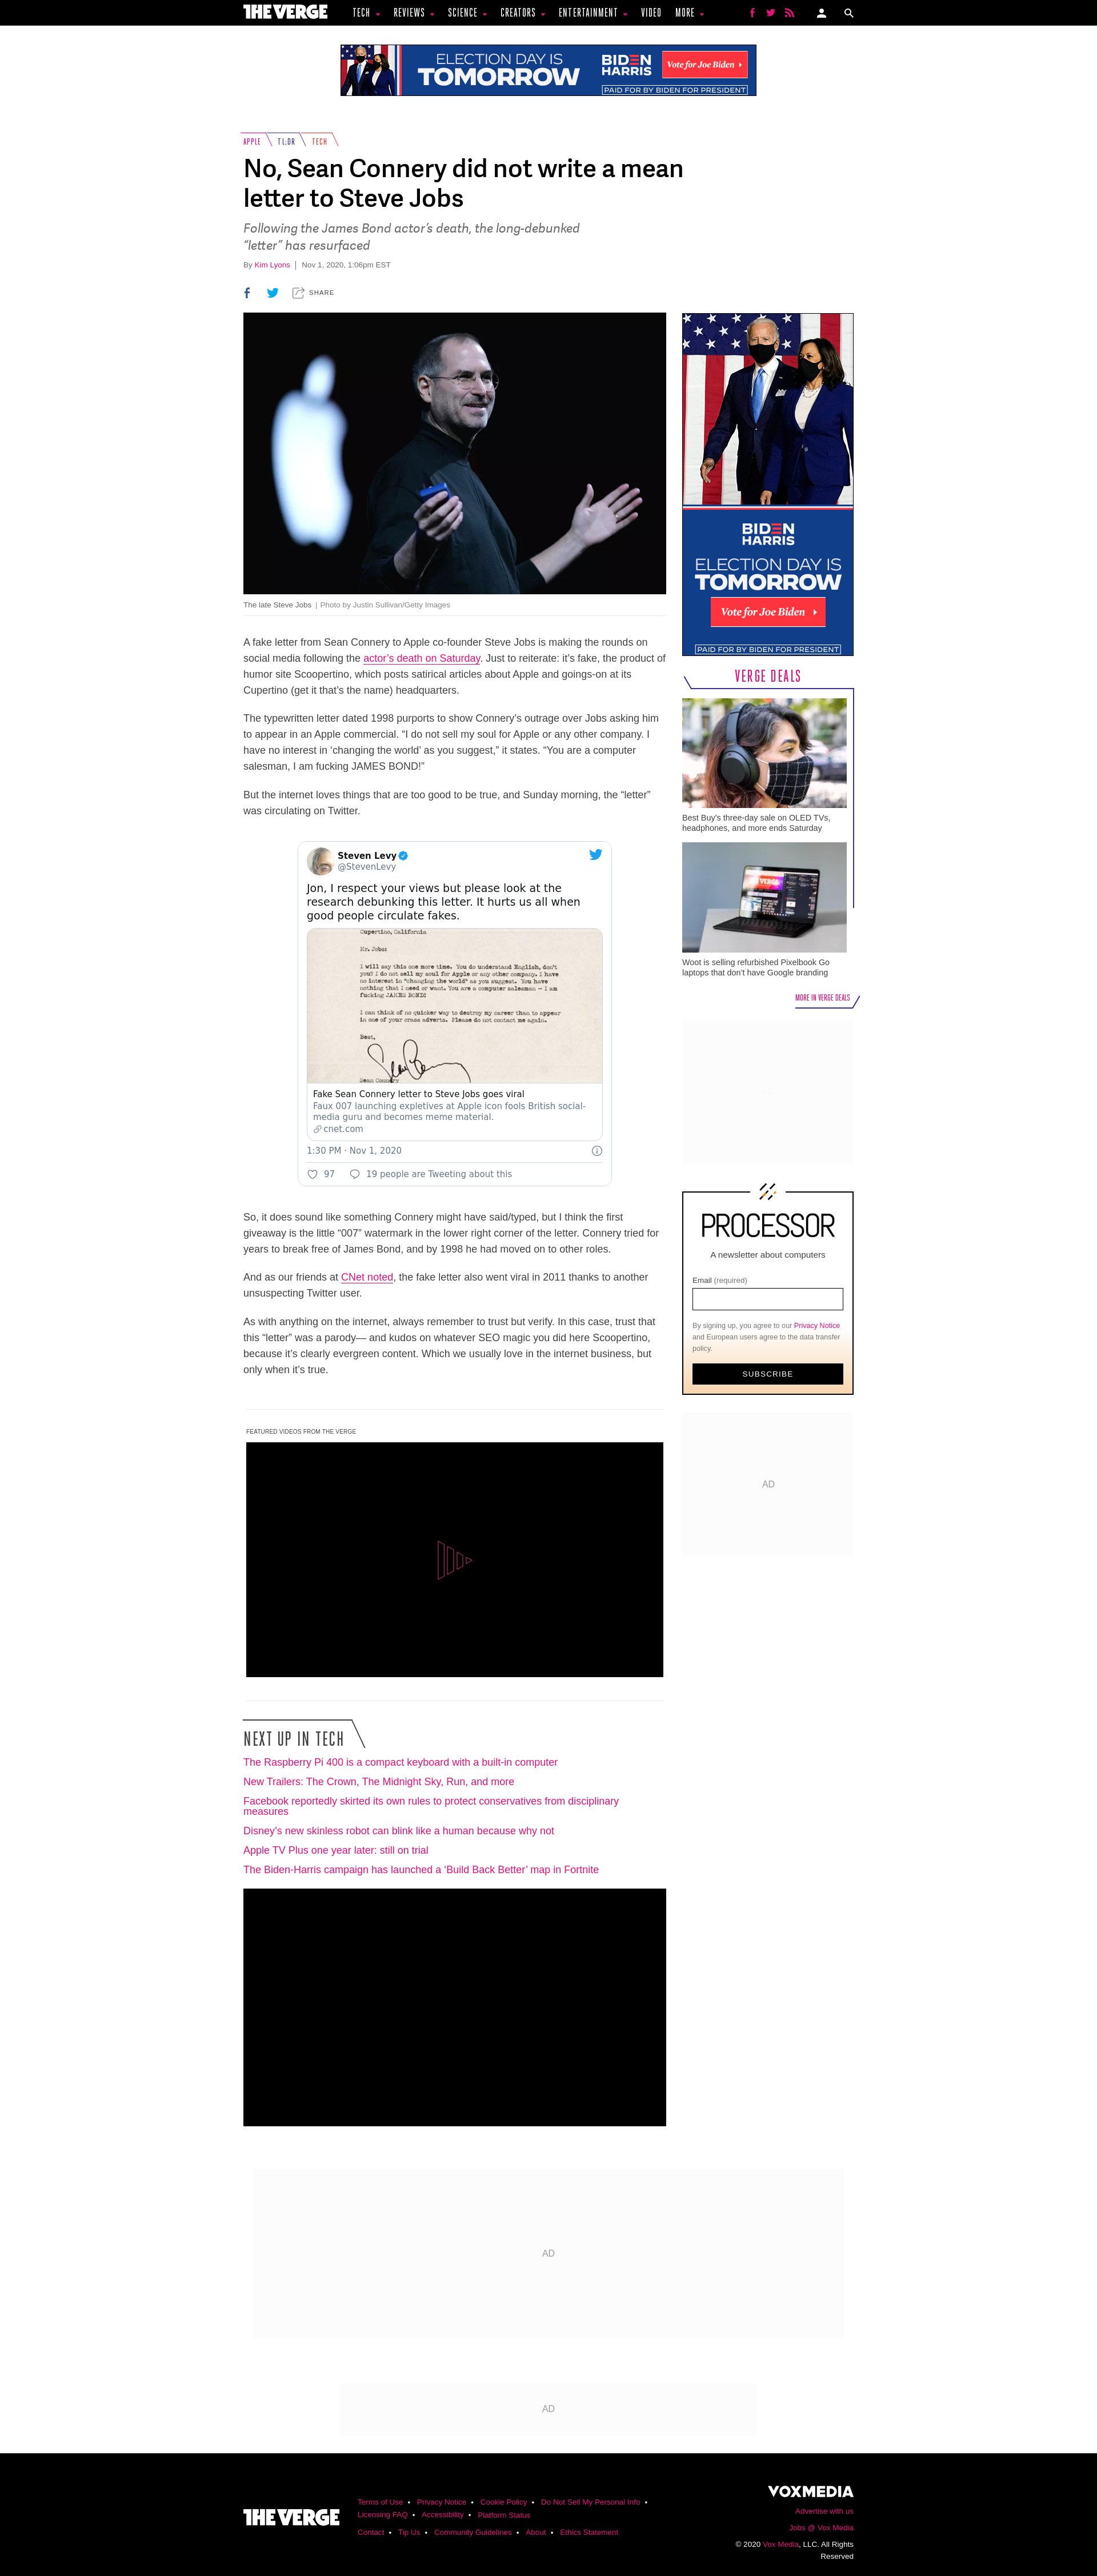 THE VERGE
TECH
REVIEWS
SCIENCE
CREATORS
ENTERTAINMENT
VIDEO
MORE
ELECTION DAY IS
TOMORROW
BIDEN
HARRIS
Vote for Joe Biden
PAID FOR BY BIDEN FOR PRESIDENT
APPLE
TL;DR
TECH
No, Sean Connery did not write a mean
letter to Steve Jobs
Following the James Bond actor’s death, the long-debunked
“letter” has resurfaced
By Kim Lyons | Nov 1, 2020, 1:06pm EST
SHARE
The late Steve Jobs | Photo by Justin Sullivan/Getty Images
A fake letter from Sean Connery to Apple co-founder Steve Jobs is making the rounds on
social media following the actor’s death on Saturday. Just to reiterate: it’s fake, the product of
humor site Scoopertino, which posts satirical articles about Apple and goings-on at its
Cupertino (get it that’s the name) headquarters.
The typewritten letter dated 1998 purports to show Connery’s outrage over Jobs asking him
to appear in an Apple commercial. “I do not sell my soul for Apple or any other company. I
have no interest in ‘changing the world’ as you suggest,” it states. “You are a computer
salesman, I am fucking JAMES BOND!”
But the internet loves things that are too good to be true, and Sunday morning, the “letter”
was circulating on Twitter.
Steven Levy
@StevenLevy
Jon, I respect your views but please look at the
research debunking this letter. It hurts us all when
good people circulate fakes.
Cupertino, California
Mr. Jobs:
I will say this one more time. You do understand English, don't
you? I do not sell my soul for Apple or any other company. I have
no interest in "changing the world" as you suggest. You have
nothing that I need or want. You are a computer salesman — I am
fucking JAMES BOND!
I can think of no quicker way to destroy my career than to appear
in one of your crass adverts. Please do not contact me again.
Best,
Sean Connery
Fake Sean Connery letter to Steve Jobs goes viral
Faux 007 launching expletives at Apple icon fools British social-
media guru and becomes meme material.
cnet.com
1:30 PM · Nov 1, 2020
97
19 people are Tweeting about this
So, it does sound like something Connery might have said/typed, but I think the first
giveaway is the little “007” watermark in the lower right corner of the letter. Connery tried for
years to break free of James Bond, and by 1998 he had moved on to other roles.
And as our friends at CNet noted, the fake letter also went viral in 2011 thanks to another
unsuspecting Twitter user.
As with anything on the internet, always remember to trust but verify. In this case, trust that
this “letter” was a parody— and kudos on whatever SEO magic you did here Scoopertino,
because it’s clearly evergreen content. Which we usually love in the internet business, but
only when it’s true.
FEATURED VIDEOS FROM THE VERGE
NEXT UP IN TECH
The Raspberry Pi 400 is a compact keyboard with a built-in computer
New Trailers: The Crown, The Midnight Sky, Run, and more
Facebook reportedly skirted its own rules to protect conservatives from disciplinary
measures
Disney’s new skinless robot can blink like a human because why not
Apple TV Plus one year later: still on trial
The Biden-Harris campaign has launched a ‘Build Back Better’ map in Fortnite
BIDEN
HARRIS
ELECTION DAY IS
TOMORROW
Vote for Joe Biden
PAID FOR BY BIDEN FOR PRESIDENT
VERGE DEALS
Best Buy’s three-day sale on OLED TVs,
headphones, and more ends Saturday
Woot is selling refurbished Pixelbook Go
laptops that don’t have Google branding
MORE IN VERGE DEALS
PROCESSOR
A newsletter about computers
Email (required)
By signing up, you agree to our Privacy Notice
and European users agree to the data transfer
policy.
SUBSCRIBE
AD
AD
AD
THE VERGE
Terms of Use • Privacy Notice • Cookie Policy • Do Not Sell My Personal Info •
Licensing FAQ • Accessibility • Platform Status
Contact • Tip Us • Community Guidelines • About • Ethics Statement
VOXMEDIA
Advertise with us
Jobs @ Vox Media
© 2020 Vox Media, LLC. All Rights
Reserved